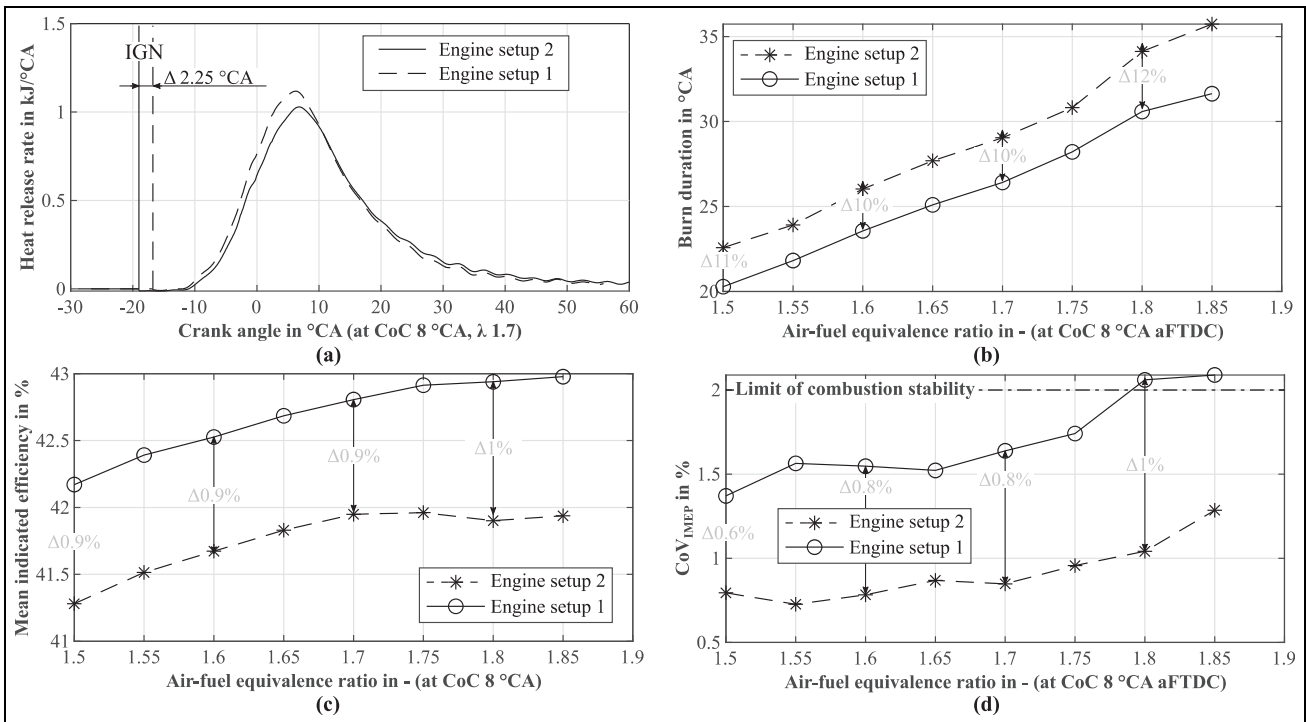 Heat release rate in kJ/°CA
1.5
1
0.5
0
IGN
Δ 2.25 °CA
Engine setup 2
Engine setup 1
-30 -20 -10 0 10 20 30 40 50 60
Crank angle in °CA (at CoC 8 °CA, λ 1.7)
(a)
Burn duration in °CA
35
30
25
20
Engine setup 2
Engine setup 1
Δ11%
Δ10%
Δ10%
Δ12%
1.5 1.55 1.6 1.65 1.7 1.75 1.8 1.85 1.9
Air-fuel equivalence ratio in - (at CoC 8 °CA aFTDC)
(b)
Mean indicated efficiency in %
43
42.5
42
41.5
41
Δ0.9%
Δ0.9%
Δ0.9%
Δ1%
Engine setup 2
Engine setup 1
1.5 1.55 1.6 1.65 1.7 1.75 1.8 1.85 1.9
Air-fuel equivalence ratio in - (at CoC 8 °CA)
(c)
CoVIMEP in %
2
1.5
1
0.5
Limit of combustion stability
Δ0.6%
Δ0.8%
Δ0.8%
Δ1%
Engine setup 2
Engine setup 1
1.5 1.55 1.6 1.65 1.7 1.75 1.8 1.85 1.9
Air-fuel equivalence ratio in - (at CoC 8 °CA aFTDC)
(d)